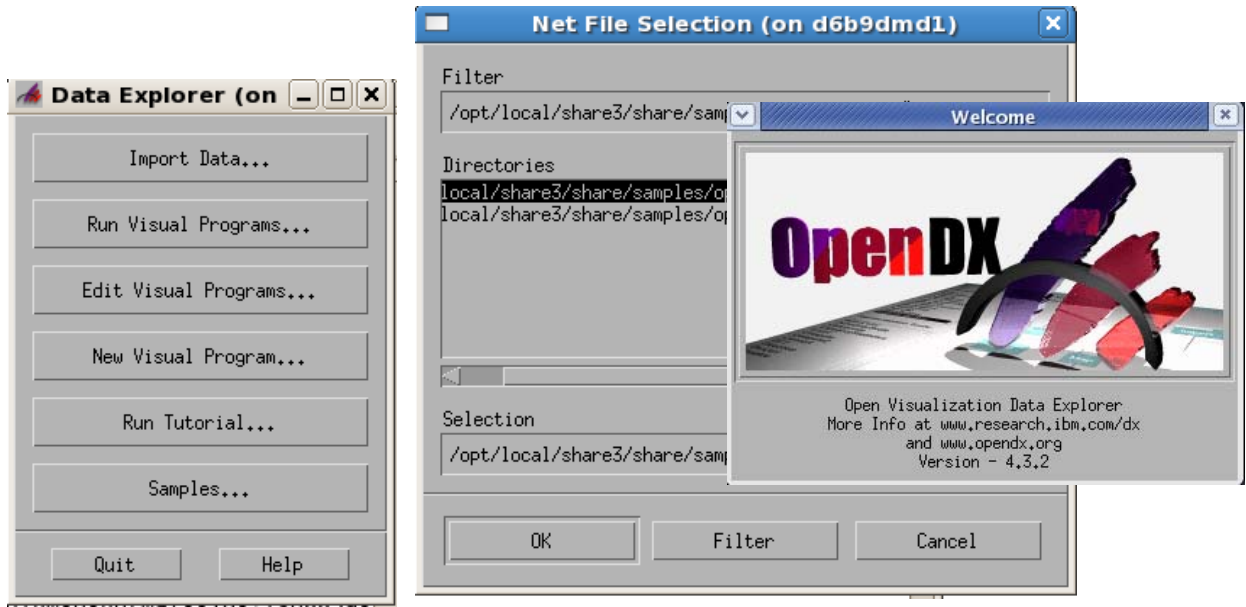 Data Explorer (on
Import Data...
Run Visual Programs...
Edit Visual Programs...
New Visual Program...
Run Tutorial...
Samples...
Quit
Help
Net File Selection (on d6b9dmd1)
Filter
/opt/local/share3/share/sam
Directories
local/share3/share/samples/o
local/share3/share/samples/o
Selection
/opt/local/share3/share/sam
OK
Filter
Cancel
Welcome
OpenDX
Open Visualization Data Explorer
More Info at www.research.ibm.com/dx
and www.opendx.org
Version - 4.3.2